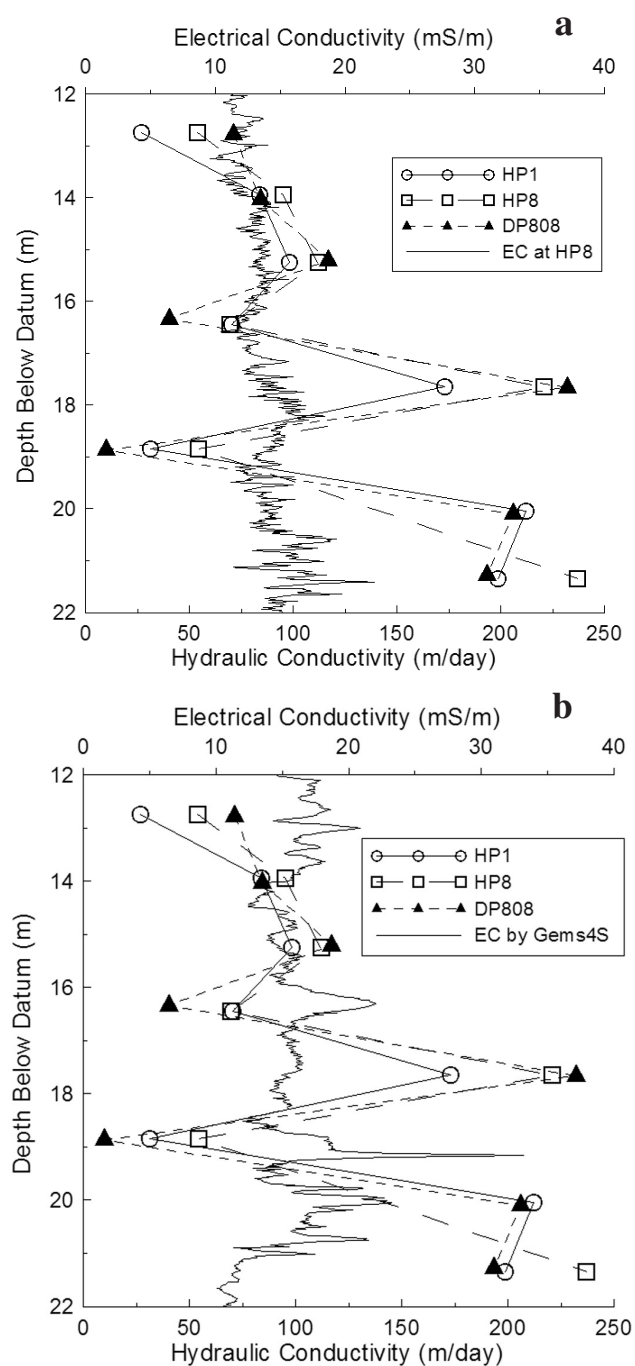 a
Electrical Conductivity (mS/m)
0 10 20 30 40
12
14
16
18
20
22
Depth Below Datum (m)
HP1
HP8
DP808
EC at HP8
0 50 100 150 200 250
Hydraulic Conductivity (m/day)
b
Electrical Conductivity (mS/m)
0 10 20 30 40
12
14
16
18
20
22
Depth Below Datum (m)
HP1
HP8
DP808
EC by Gems4S
0 50 100 150 200 250
Hydraulic Conductivity (m/day)